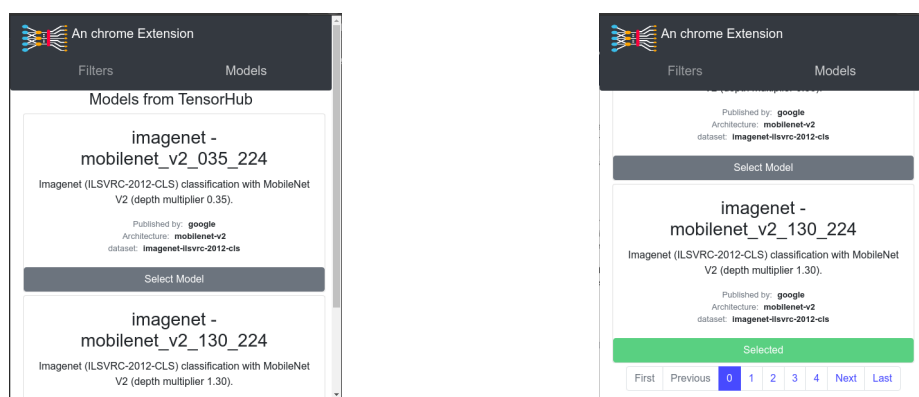 An chrome Extension
Filters Models
Models from TensorHub
imagenet -
mobilenet_v2_035_224
Imagenet (ILSVRC-2012-CLS) classification with MobileNet
V2 (depth multiplier 0.35).
Published by: google
Architecture: mobilenet-v2
dataset: imagenet-ilsvrc-2012-cls
Select Model
imagenet -
mobilenet_v2_130_224
Imagenet (ILSVRC-2012-CLS) classification with MobileNet
V2 (depth multiplier 1.30).
An chrome Extension
Filters Models
Published by: google
Architecture: mobilenet-v2
dataset: imagenet-ilsvrc-2012-cls
Select Model
imagenet -
mobilenet_v2_130_224
Imagenet (ILSVRC-2012-CLS) classification with MobileNet
V2 (depth multiplier 1.30).
Published by: google
Architecture: mobilenet-v2
dataset: imagenet-ilsvrc-2012-cls
Selected
First Previous 0 1 2 3 4 Next Last